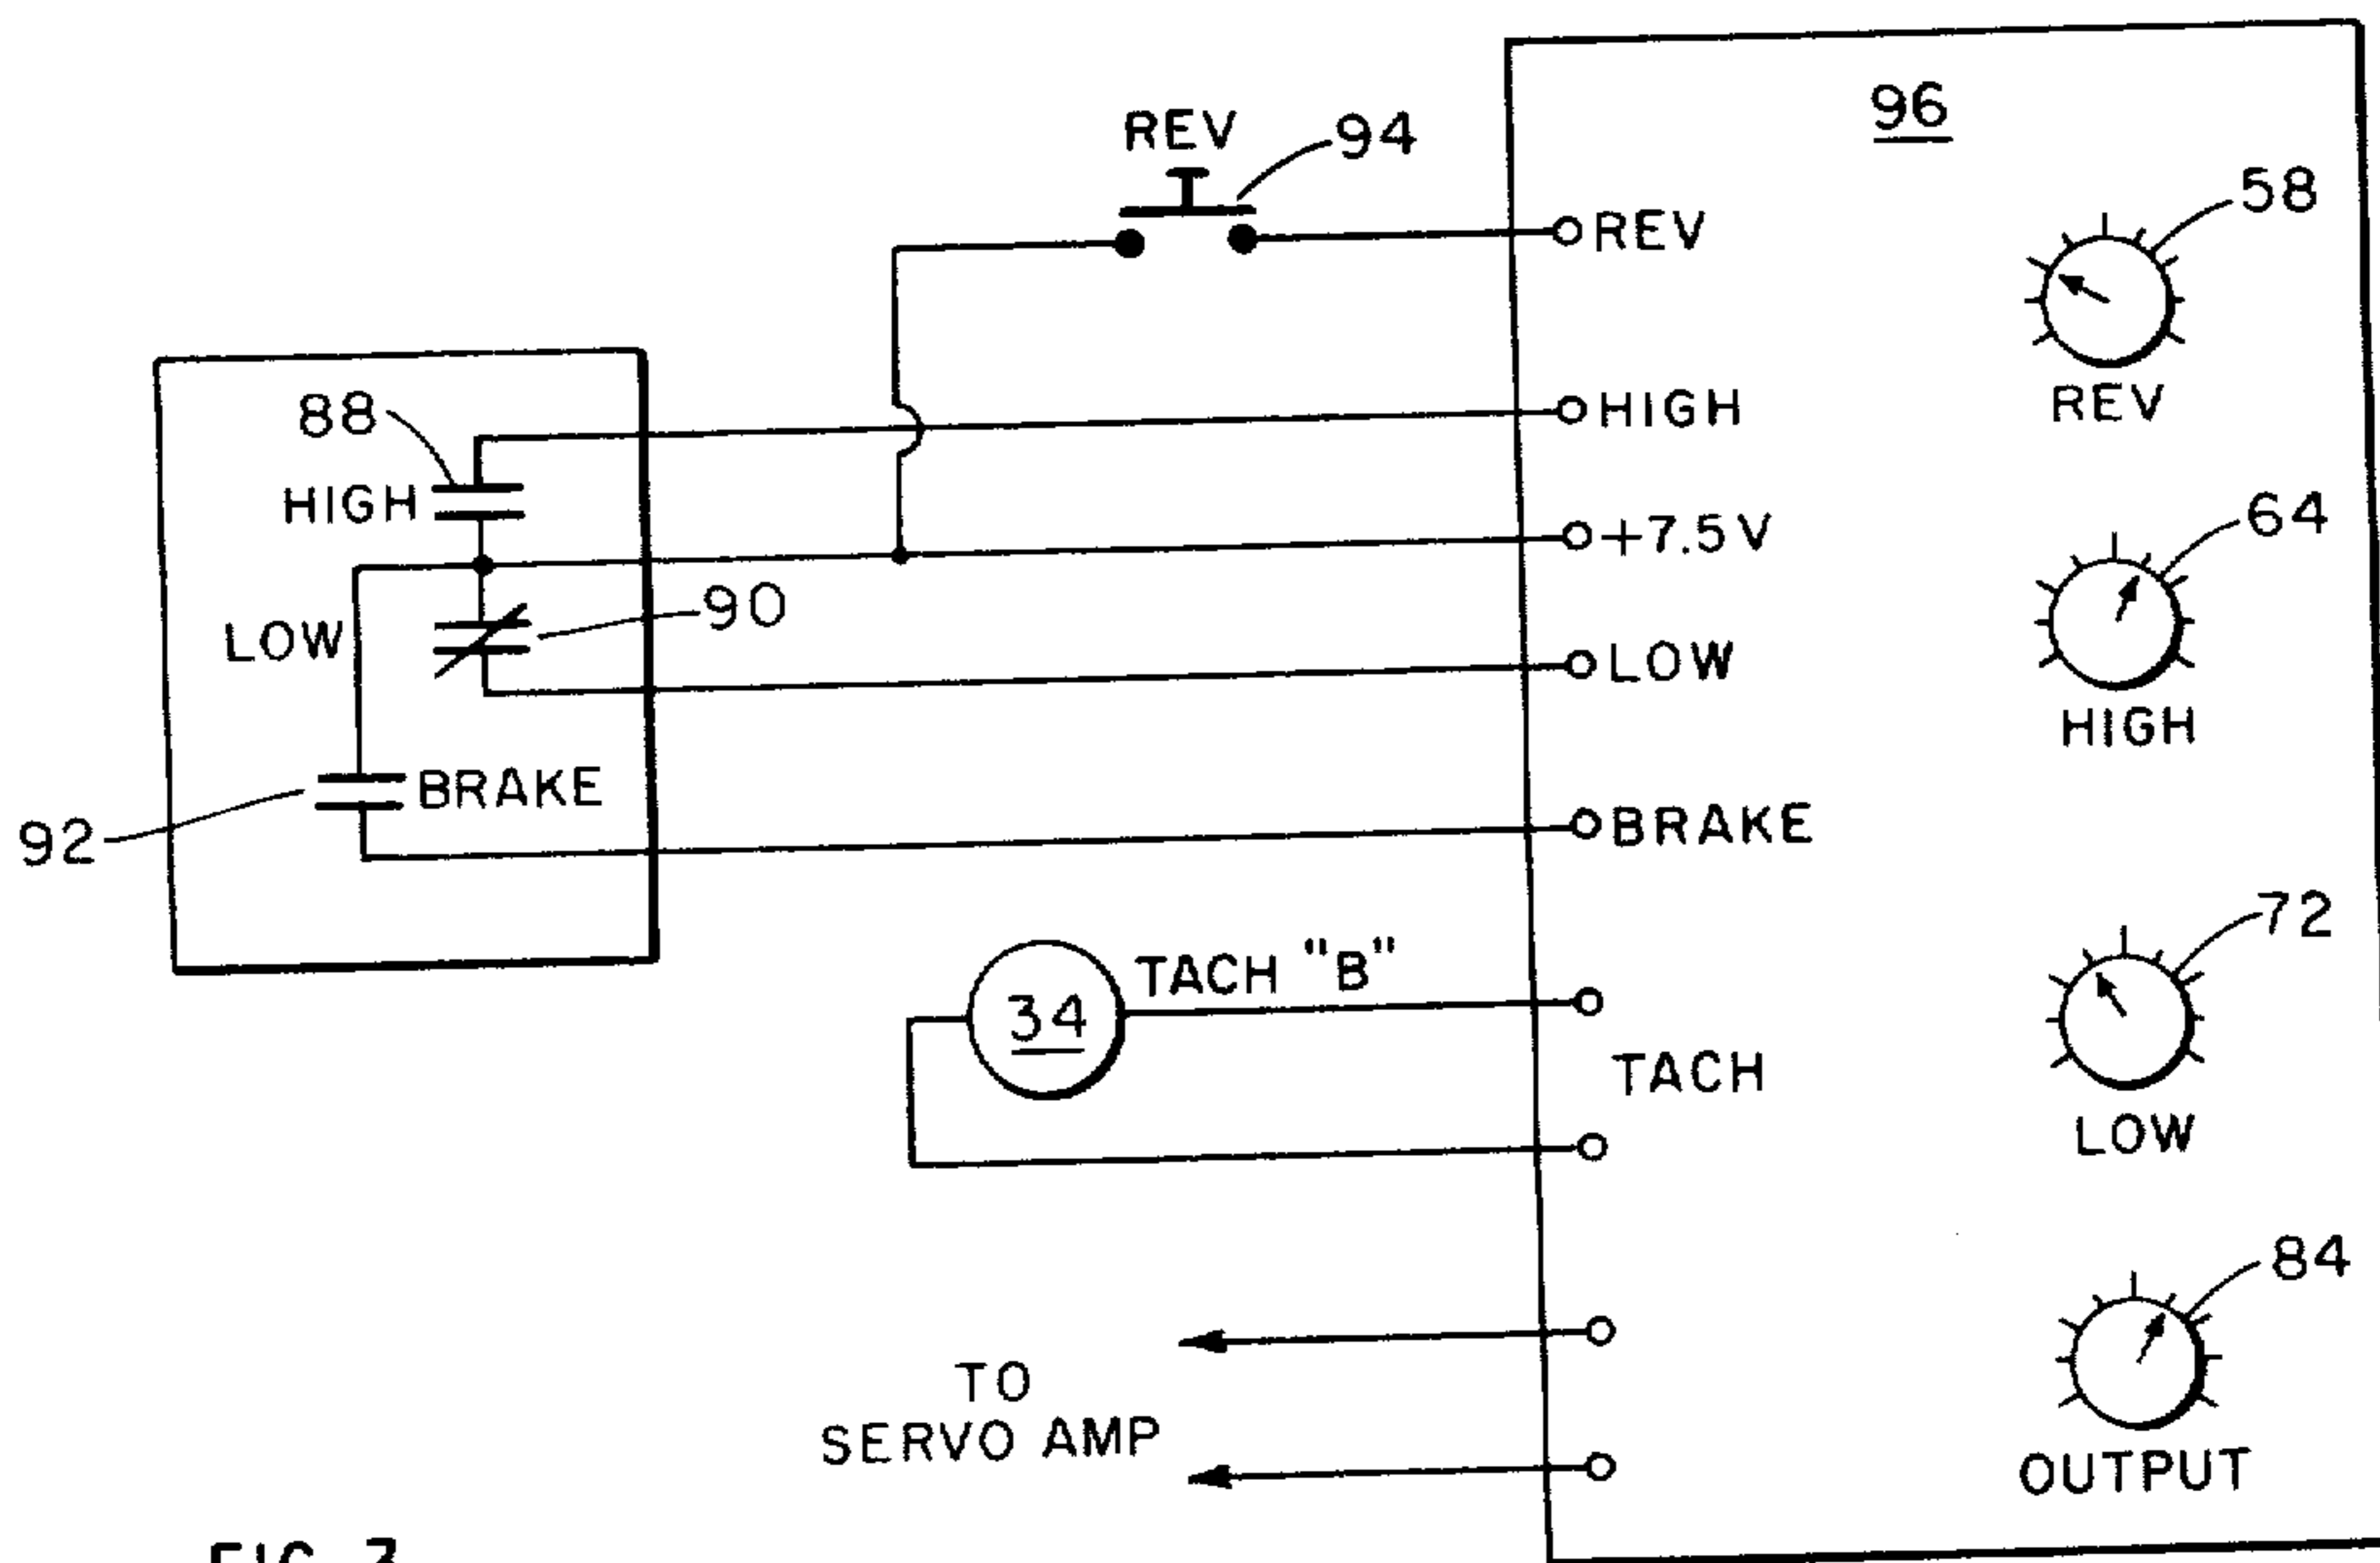 96
REV 94
REV
58
REV
88
HIGH
HIGH
+7.5V
64
HIGH
LOW
90
LOW
BRAKE
92
BRAKE
72
LOW
34
TACH "B"
TACH
84
OUTPUT
TO
SERVO AMP